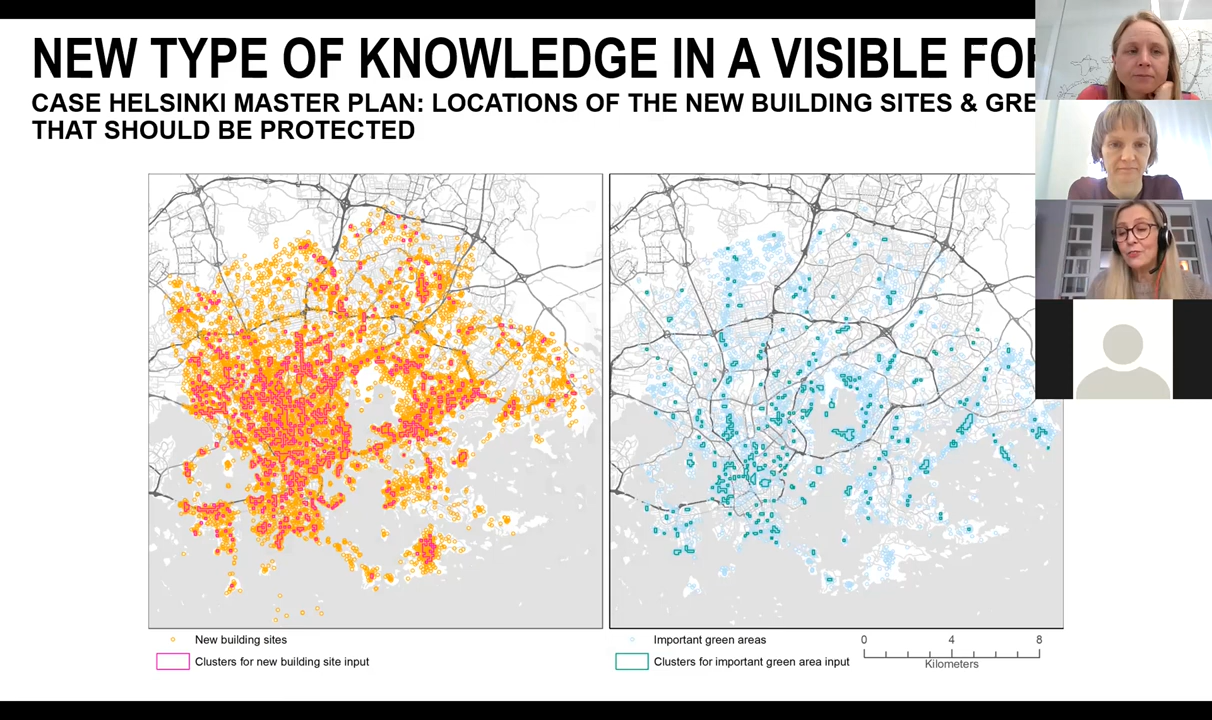 NEW TYPE OF KNOWLEDGE IN A VISIBLE
CASE HELSINKI MASTER PLAN: LOCATIONS OF THE NEW BUILDING SITES &
THAT SHOULD BE PROTECTED
New building sites
Clusters for new building site input
Important green areas
Clusters for important green area input
0 4 8
Kilometers